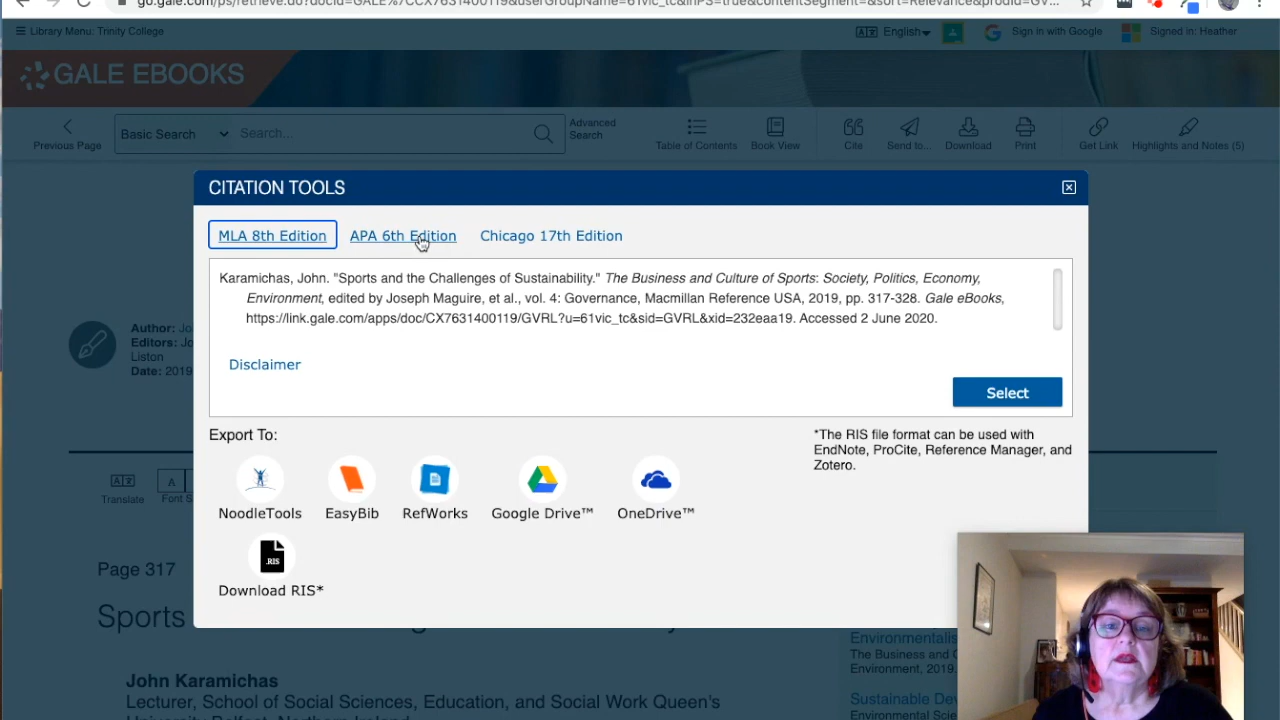 Library Menu: Trinity College
English
Sign in with Google
Signed in: Heather
GALE EBOOKS
Previous Page
Basic Search
Search...
Advanced
Search
Table of Contents
Book View
Cite
Send to...
Download
Print
Get Link
Highlights and Notes (5)
CITATION TOOLS
MLA 8th Edition
APA 6th Edition
Chicago 17th Edition
Karamichas, John. "Sports and the Challenges of Sustainability." The Business and Culture of Sports: Society, Politics, Economy,
Environment, edited by Joseph Maguire, et al., vol. 4: Governance, Macmillan Reference USA, 2019, pp. 317-328. Gale eBooks,
https://link.gale.com/apps/doc/CX7631400119/GVRL?u=61vic_tc&sid=GVRL&xid=232eaa19. Accessed 2 June 2020.
Disclaimer
Select
Export To:
*The RIS file format can be used with
EndNote, ProCite, Reference Manager, and
Zotero.
NoodleTools
EasyBib
RefWorks
Google Drive™
OneDrive™
.RIS
Download RIS*
Author:
Editors:
Liston
Date: 2019
Translate
A
Font
Page 317
Sports
John Karamichas
Lecturer, School of Social Sciences, Education, and Social Work Queen's
The Business and
Environment, 2019.
Sustainable